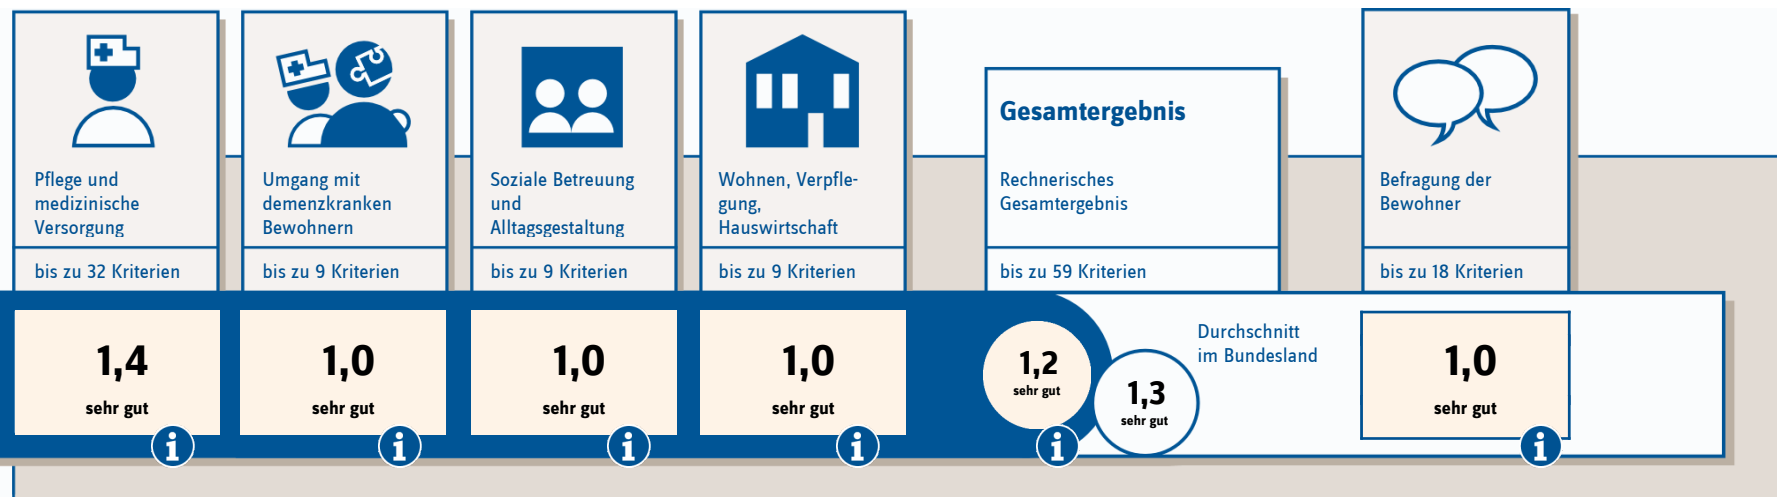 Pflege und
medizinische
Versorgung
bis zu 32 Kriterien
1,4
sehr gut
Umgang mit
demenzkranken
Bewohnern
bis zu 9 Kriterien
1,0
sehr gut
Soziale Betreuung
und
Alltagsgestaltung
bis zu 9 Kriterien
1,0
sehr gut
Wohnen, Verpfle-
gung,
Hauswirtschaft
bis zu 9 Kriterien
1,0
sehr gut
Gesamtergebnis
Rechnerisches
Gesamtergebnis
bis zu 59 Kriterien
1,2
sehr gut
1,3
sehr gut
Durchschnitt
im Bundesland
Befragung der
Bewohner
bis zu 18 Kriterien
1,0
sehr gut